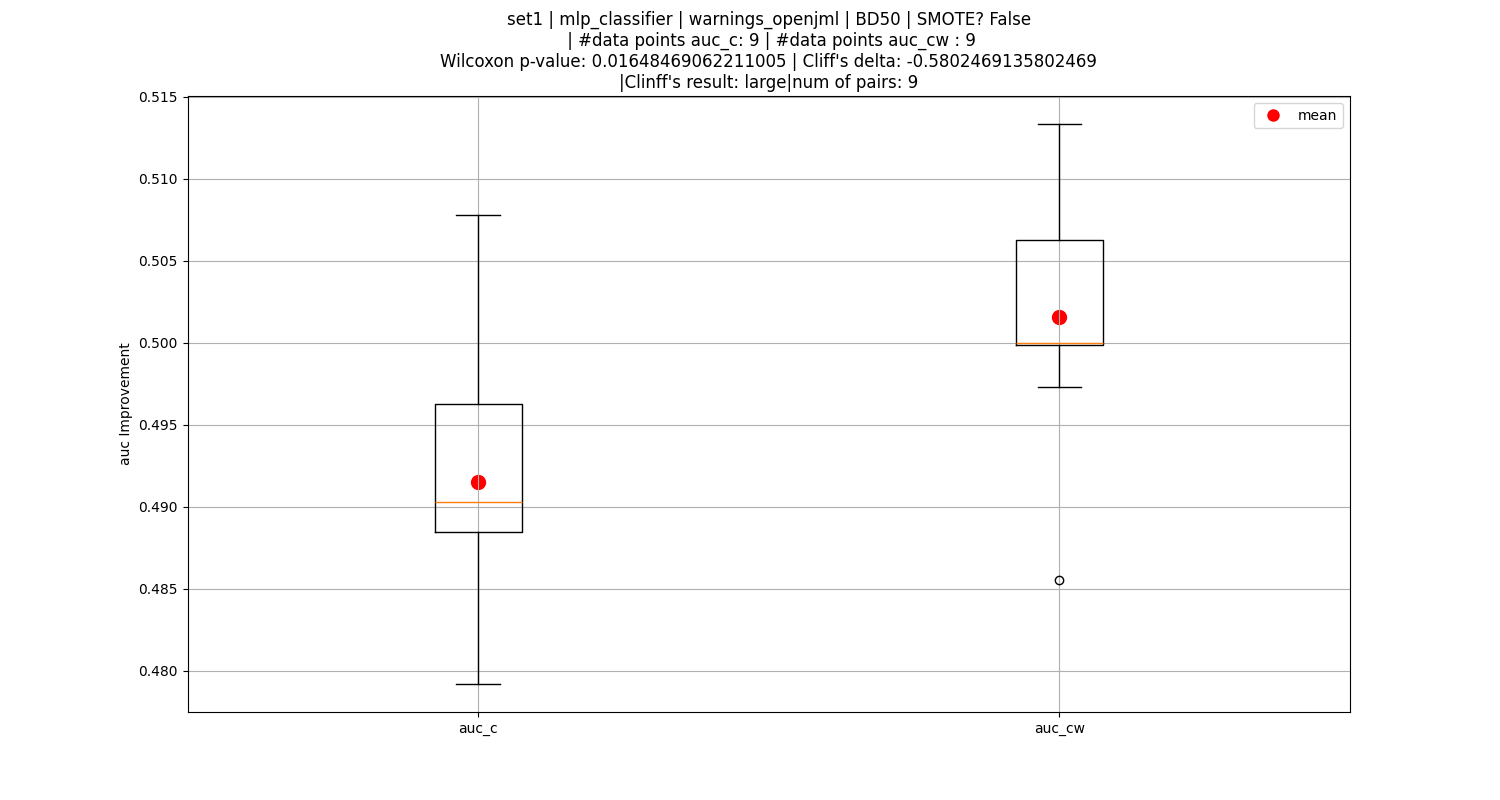 set1 | mlp_classifier | warnings_openjml | BD50 | SMOTE? False
| #data points auc_c: 9 | #data points auc_cw : 9
Wilcoxon p-value: 0.01648469062211005 | Cliff's delta: -0.5802469135802469
|Clinff's result: large|num of pairs: 9
mean
auc Improvement
0.515
0.510
0.505
0.500
0.495
0.490
0.485
0.480
auc_c
auc_cw